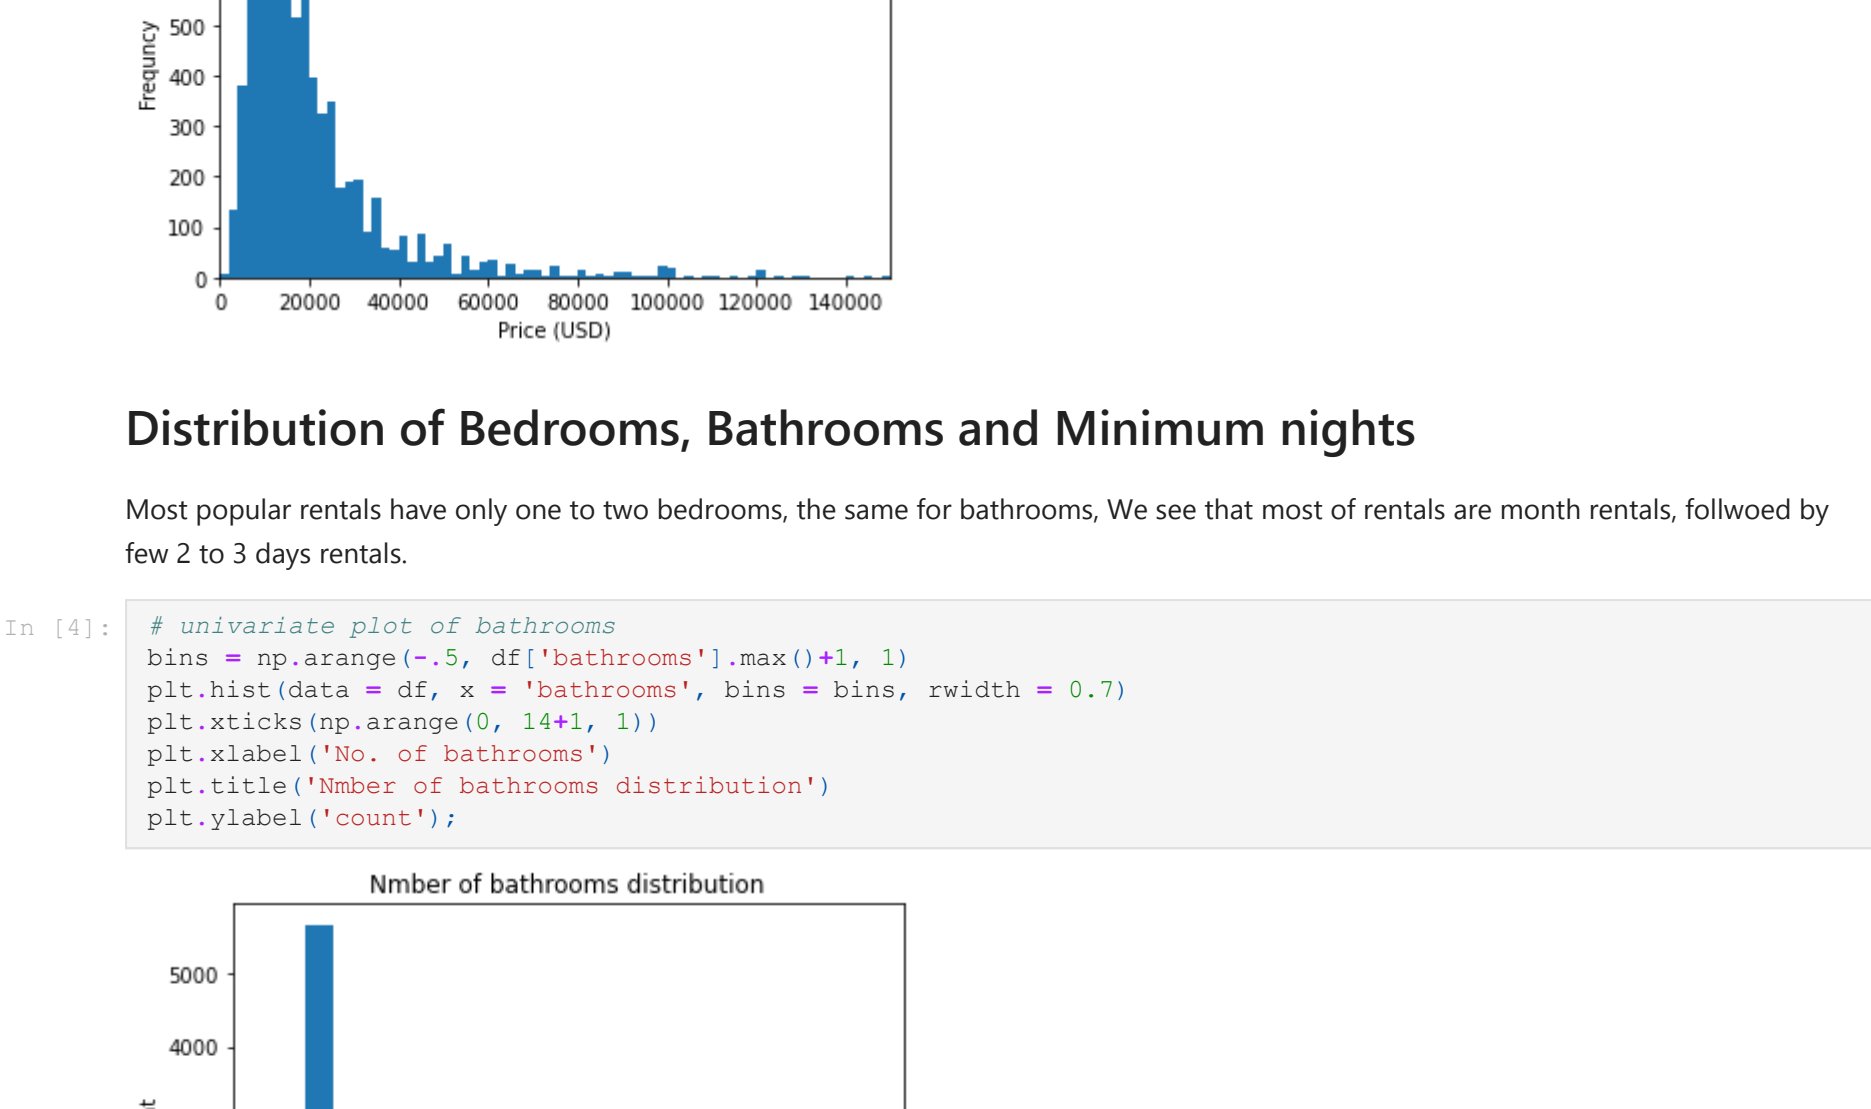 500
Frequncy
400
300
200
100
0
0 20000 40000 60000 80000 100000 120000 140000
Price (USD)
Distribution of Bedrooms, Bathrooms and Minimum nights
Most popular rentals have only one to two bedrooms, the same for bathrooms, We see that most of rentals are month rentals, follwoed by
few 2 to 3 days rentals.
In [4]:
# univariate plot of bathrooms
bins = np.arange(-.5, df['bathrooms'].max()+1, 1)
plt.hist(data = df, x = 'bathrooms', bins = bins, rwidth = 0.7)
plt.xticks(np.arange(0, 14+1, 1))
plt.xlabel('No. of bathrooms')
plt.title('Nmber of bathrooms distribution')
plt.ylabel('count');
Nmber of bathrooms distribution
5000
4000